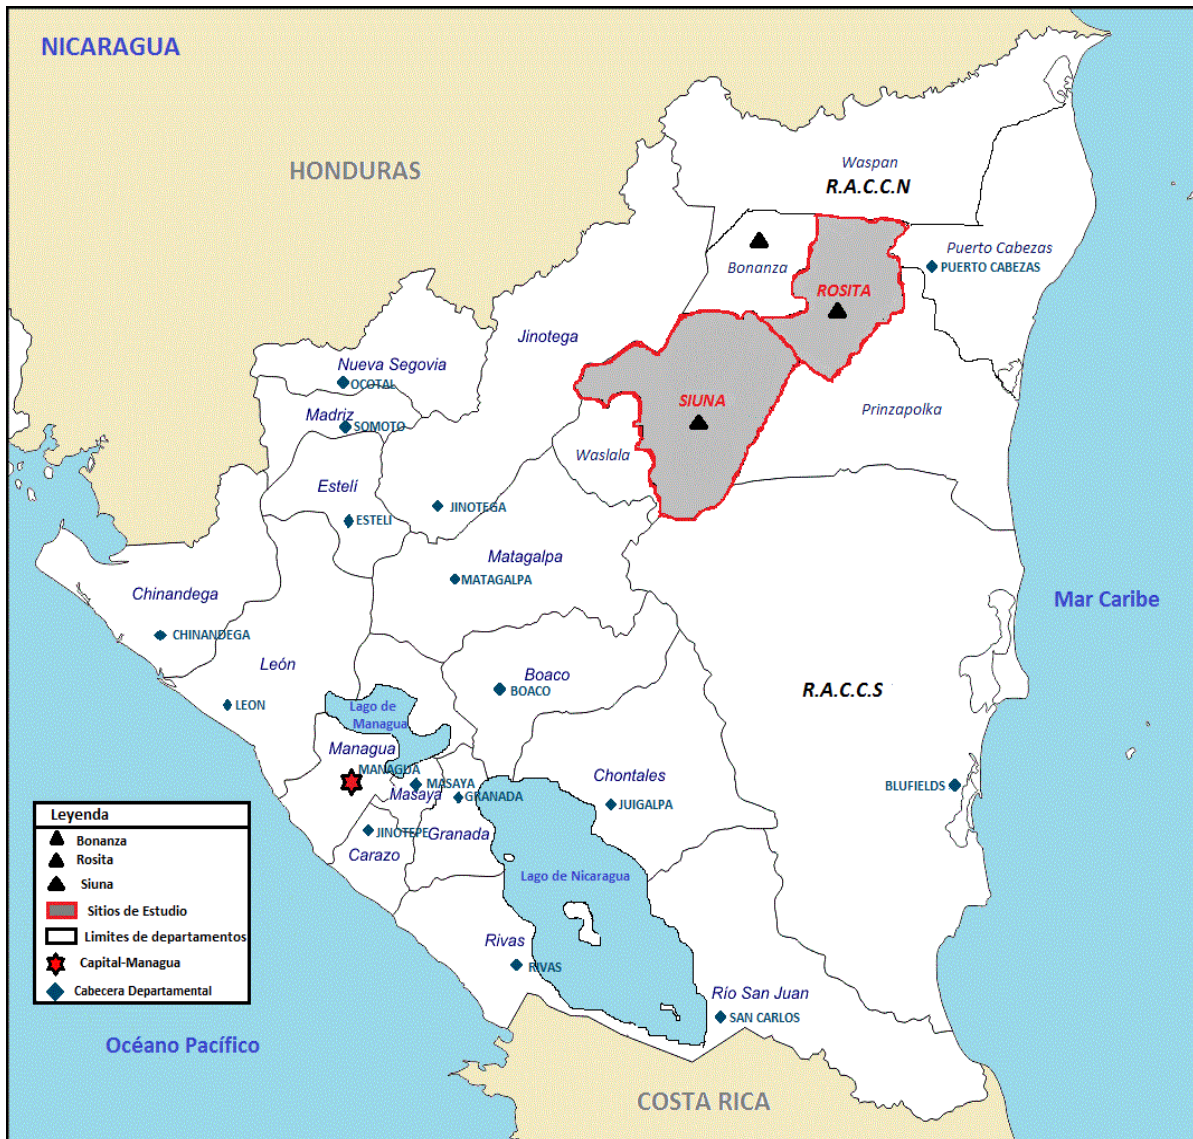 NICARAGUA
HONDURAS
Waspan
R.A.C.C.N
Puerto Cabezas
PUERTO CABEZAS
Bonanza
ROSITA
Jinotega
Nueva Segovia
OCOTAL
SIUNA
Prinzapolka
Madriz
SOMOTO
Waslala
Estelí
ESTELI
JINOTEGA
Matagalpa
MATAGALPA
Chinandega
CHINANDEGA
Mar Caribe
León
LEON
Boaco
BOACO
R.A.C.C.S
Lago de
Managua
Managua
MANAGUA
Masaya
MASAYA
GRANADA
Granada
Chontales
JUIGALPA
BLUFIELDS
JINOTEPE
Carazo
Lago de Nicaragua
Rivas
RIVAS
Río San Juan
SAN CARLOS
Leyenda
Bonanza
Rosita
Siuna
Sitios de Estudio
Limites de departamentos
Capital-Managua
Cabecera Departamental
Océano Pacífico
COSTA RICA